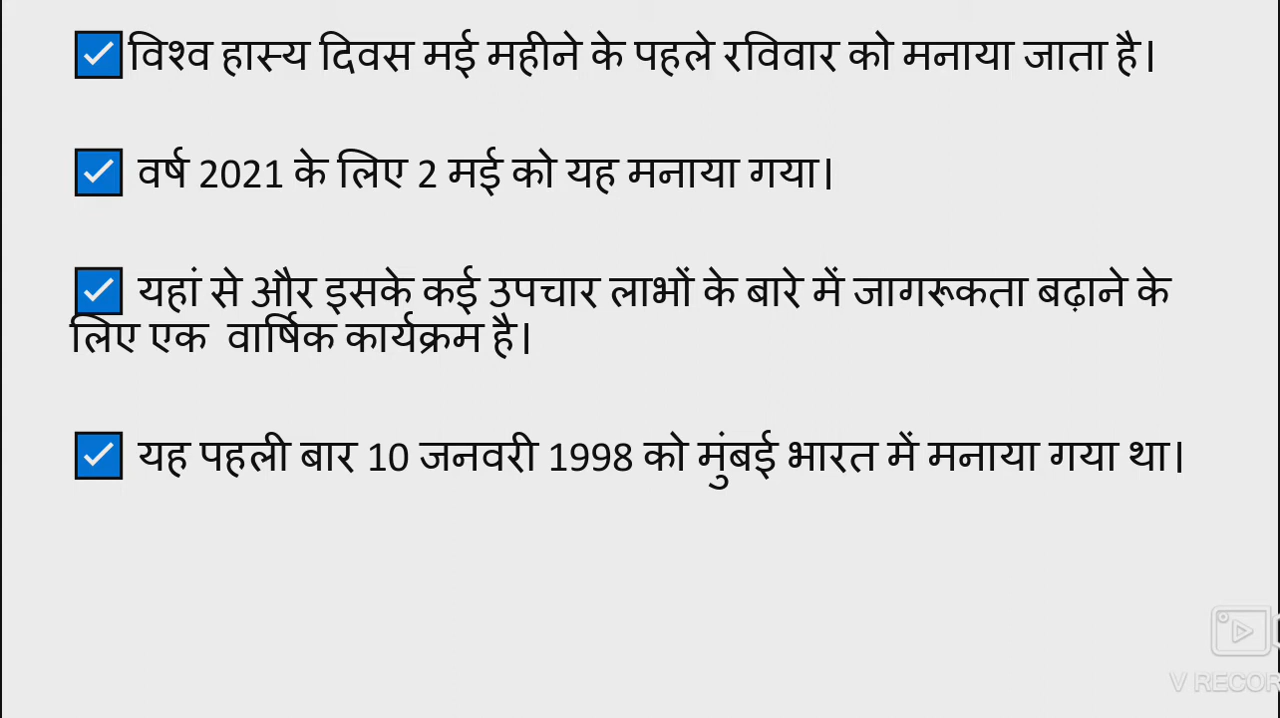 विश्व हास्य दिवस मई महीने के पहले रविवार को मनाया जाता है।
वर्ष 2021 के लिए 2 मई को यह मनाया गया।
यहां से और इसके कई उपचार लाभों के बारे में जागरूकता बढ़ाने के
लिए एक वार्षिक कार्यक्रम है।
यह पहली बार 10 जनवरी 1998 को मुंबई भारत में मनाया गया था।
V RECOR